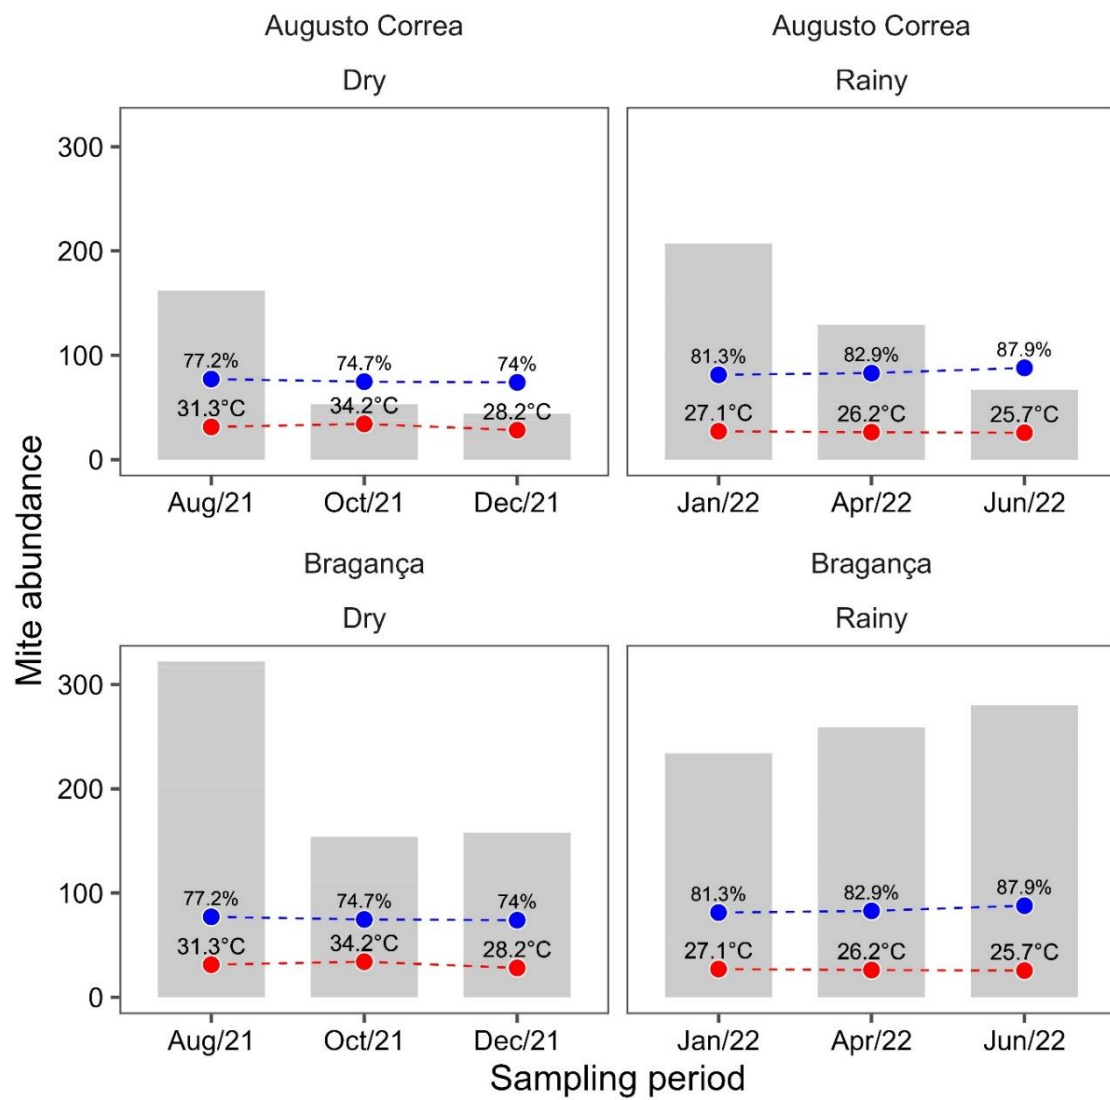 Augusto Correa
Augusto Correa
Dry
Rainy
300
200
100
0
77.2%
74.7%
74%
31.3°C
34.2°C
28.2°C
81.3%
82.9%
87.9%
27.1°C
26.2°C
25.7°C
Aug/21
Oct/21
Dec/21
Jan/22
Apr/22
Jun/22
Mite abundance
Bragança
Bragança
Dry
Rainy
300
200
100
0
77.2%
74.7%
74%
31.3°C
34.2°C
28.2°C
81.3%
82.9%
87.9%
27.1°C
26.2°C
25.7°C
Aug/21
Oct/21
Dec/21
Jan/22
Apr/22
Jun/22
Sampling period